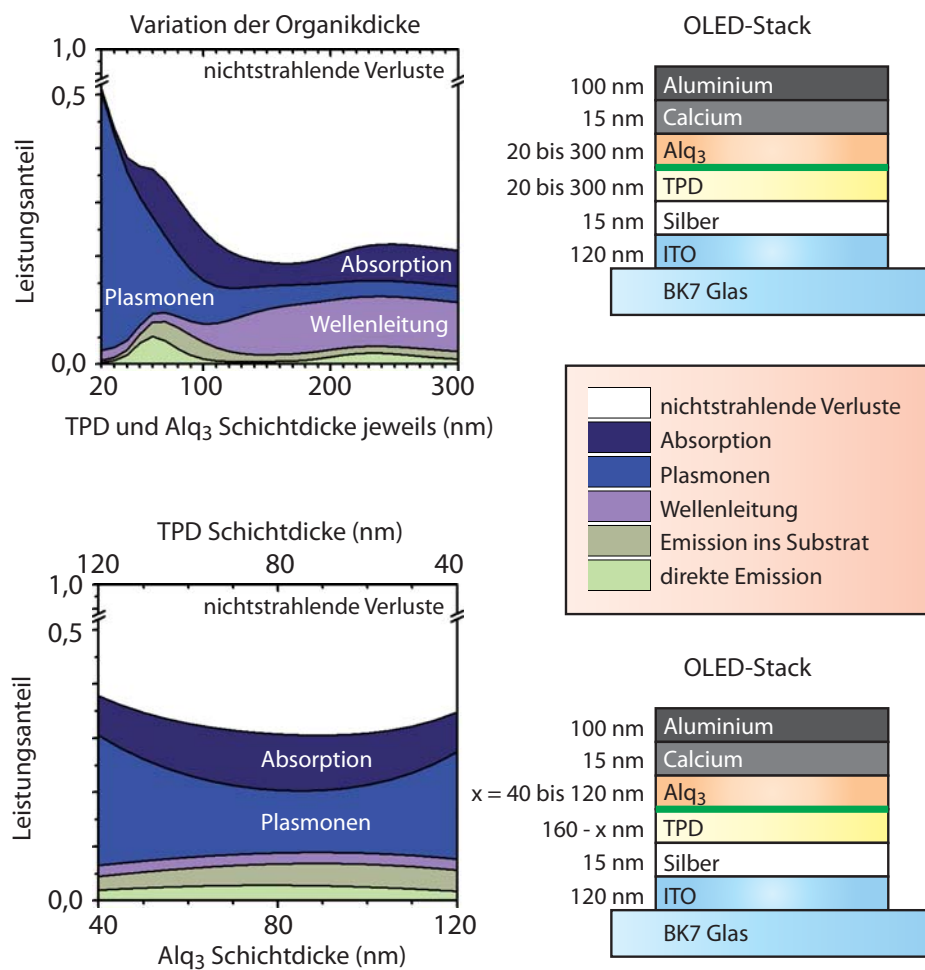 Variation der Organikdicke
1,0
nichtstrahlende Verluste
0,5
Leistungsanteil
Absorption
Plasmonen
Wellenleitung
0,0
20 100 200 300
TPD und Alq₃ Schichtdicke jeweils (nm)
OLED-Stack
100 nm Aluminium
15 nm Calcium
20 bis 300 nm Alq₃
20 bis 300 nm TPD
15 nm Silber
120 nm ITO
BK7 Glas
nichtstrahlende Verluste
Absorption
Plasmonen
Wellenleitung
Emission ins Substrat
direkte Emission
TPD Schichtdicke (nm)
120 80 40
1,0
nichtstrahlende Verluste
0,5
Leistungsanteil
Absorption
Plasmonen
0,0
40 80 120
Alq₃ Schichtdicke (nm)
OLED-Stack
100 nm Aluminium
15 nm Calcium
x = 40 bis 120 nm Alq₃
160 - x nm TPD
15 nm Silber
120 nm ITO
BK7 Glas